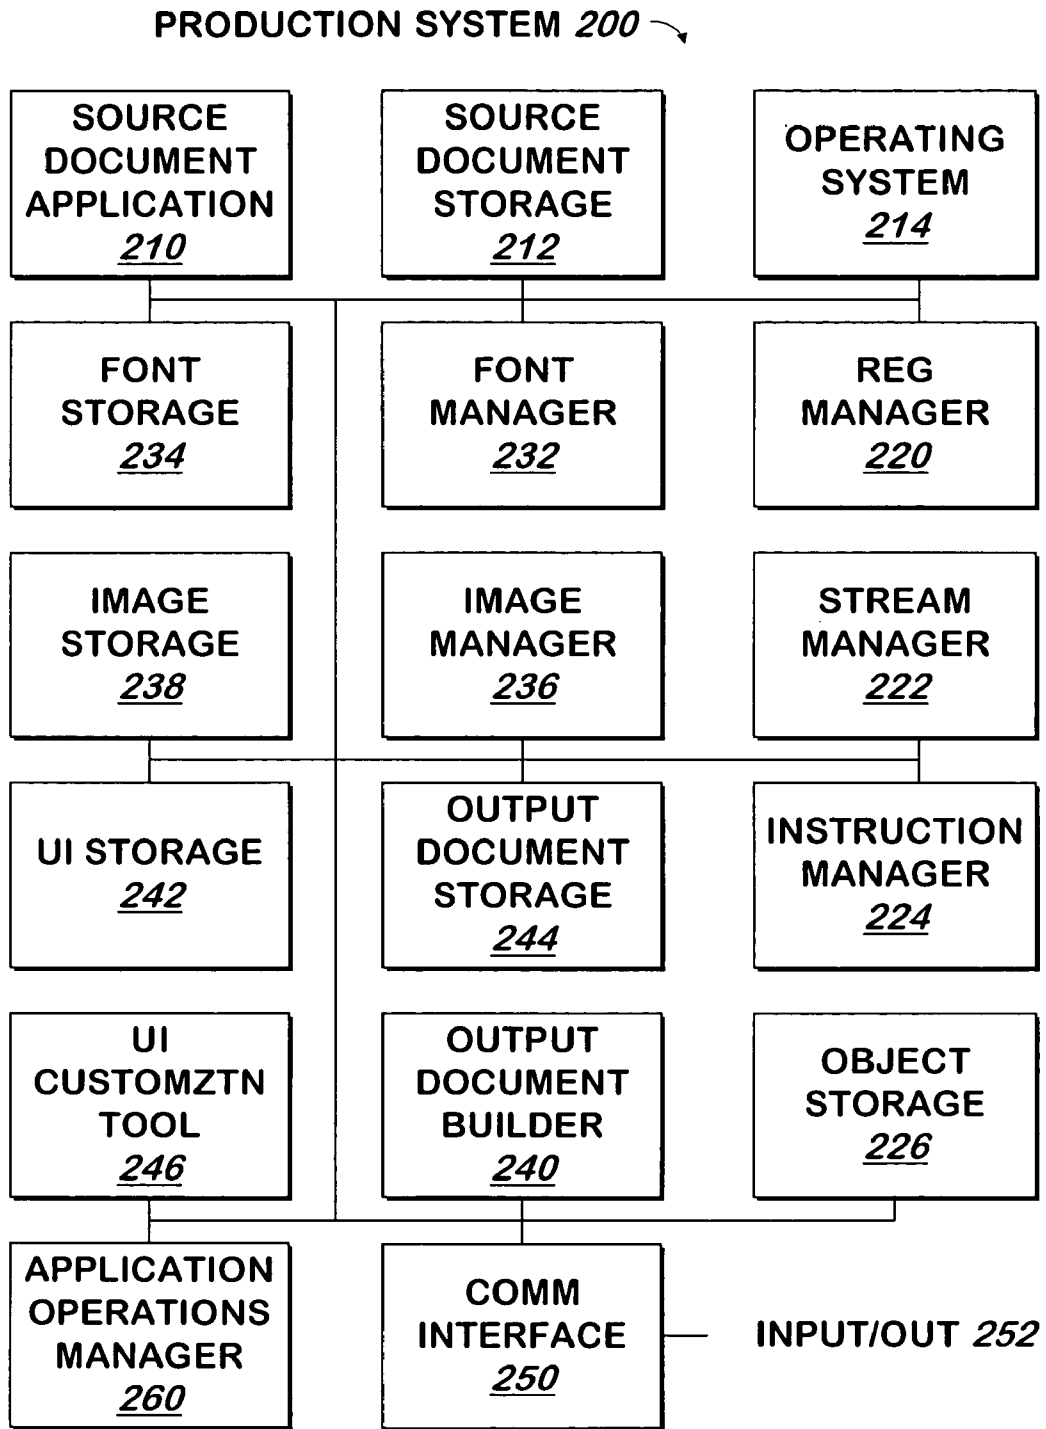 PRODUCTION SYSTEM 200
SOURCE
DOCUMENT
APPLICATION
210
SOURCE
DOCUMENT
STORAGE
212
OPERATING
SYSTEM
214
FONT
STORAGE
234
FONT
MANAGER
232
REG
MANAGER
220
IMAGE
STORAGE
238
IMAGE
MANAGER
236
STREAM
MANAGER
222
UI STORAGE
242
OUTPUT
DOCUMENT
STORAGE
244
INSTRUCTION
MANAGER
224
UI
CUSTOMZTN
TOOL
246
OUTPUT
DOCUMENT
BUILDER
240
OBJECT
STORAGE
226
APPLICATION
OPERATIONS
MANAGER
260
COMM
INTERFACE
250
INPUT/OUT 252